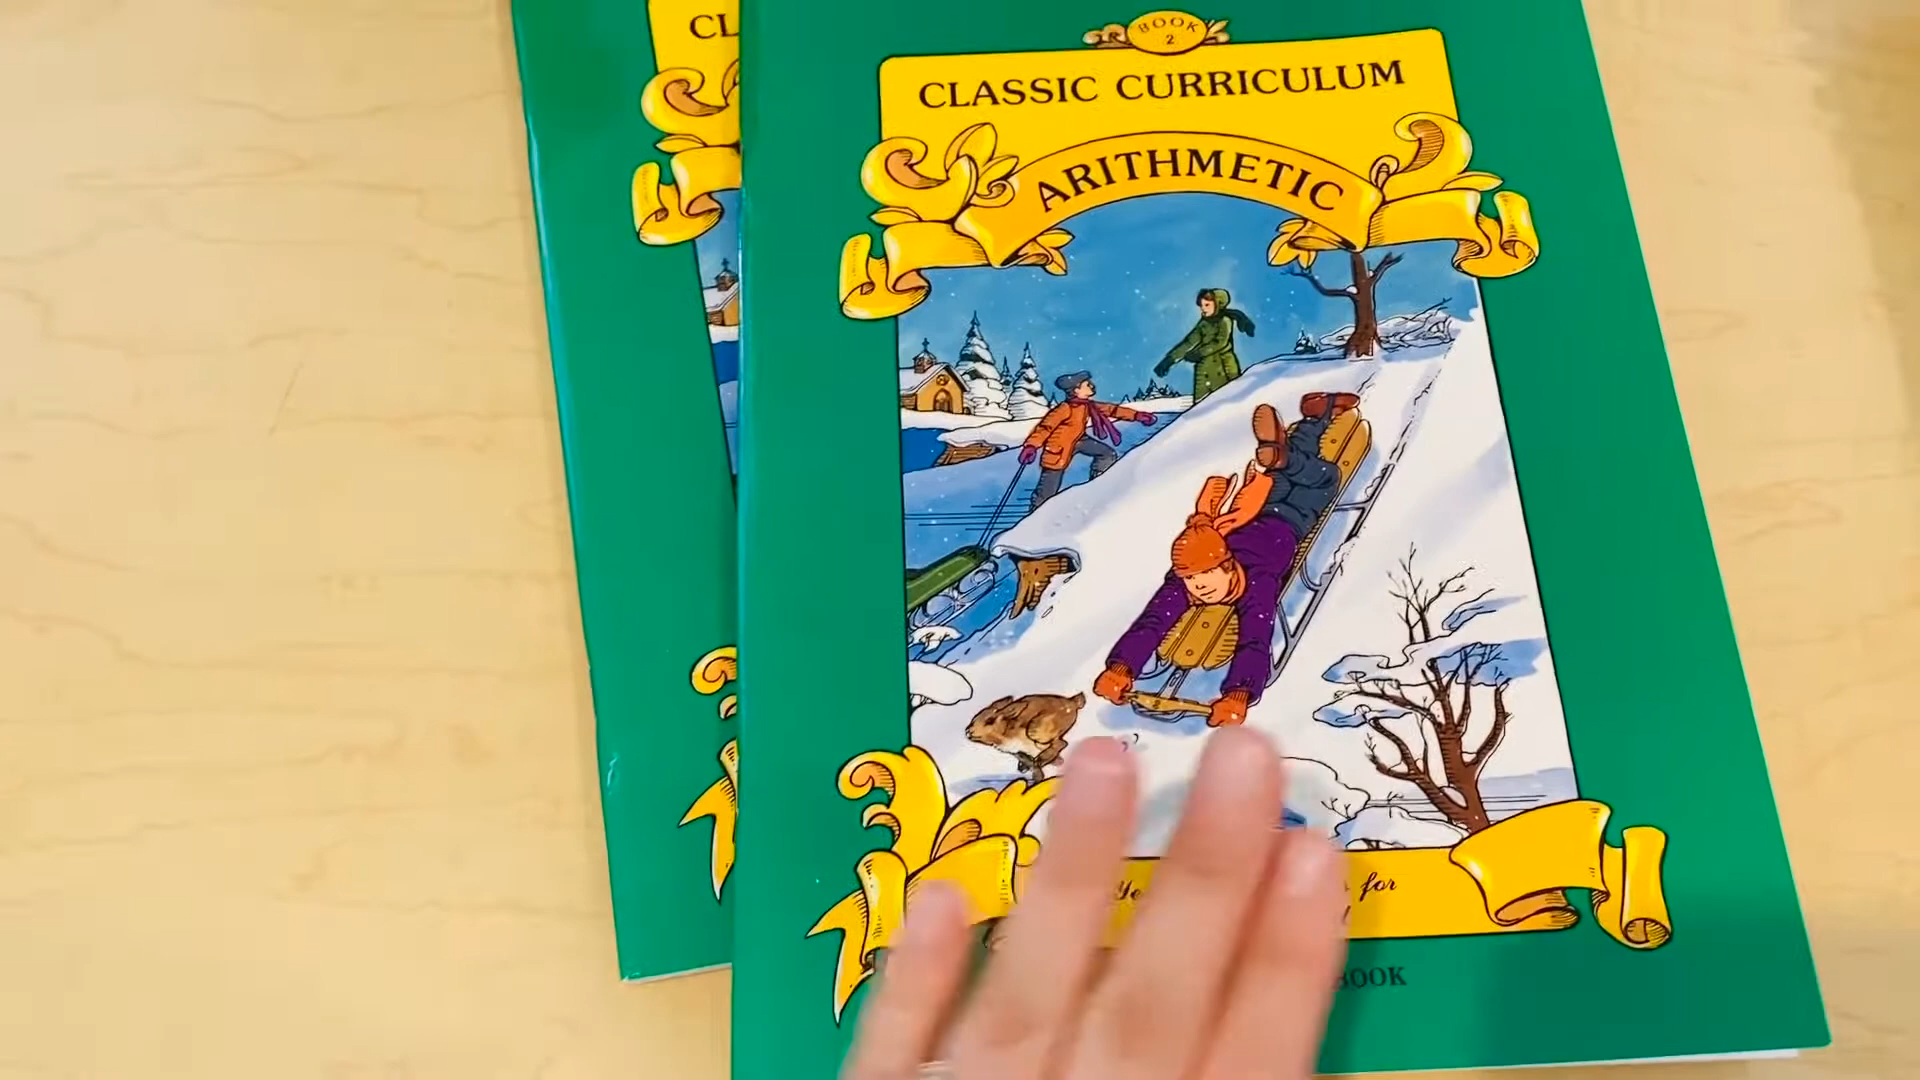 CL
BOOK
2
CLASSIC CURRICULUM
ARITHMETIC
for
BOOK